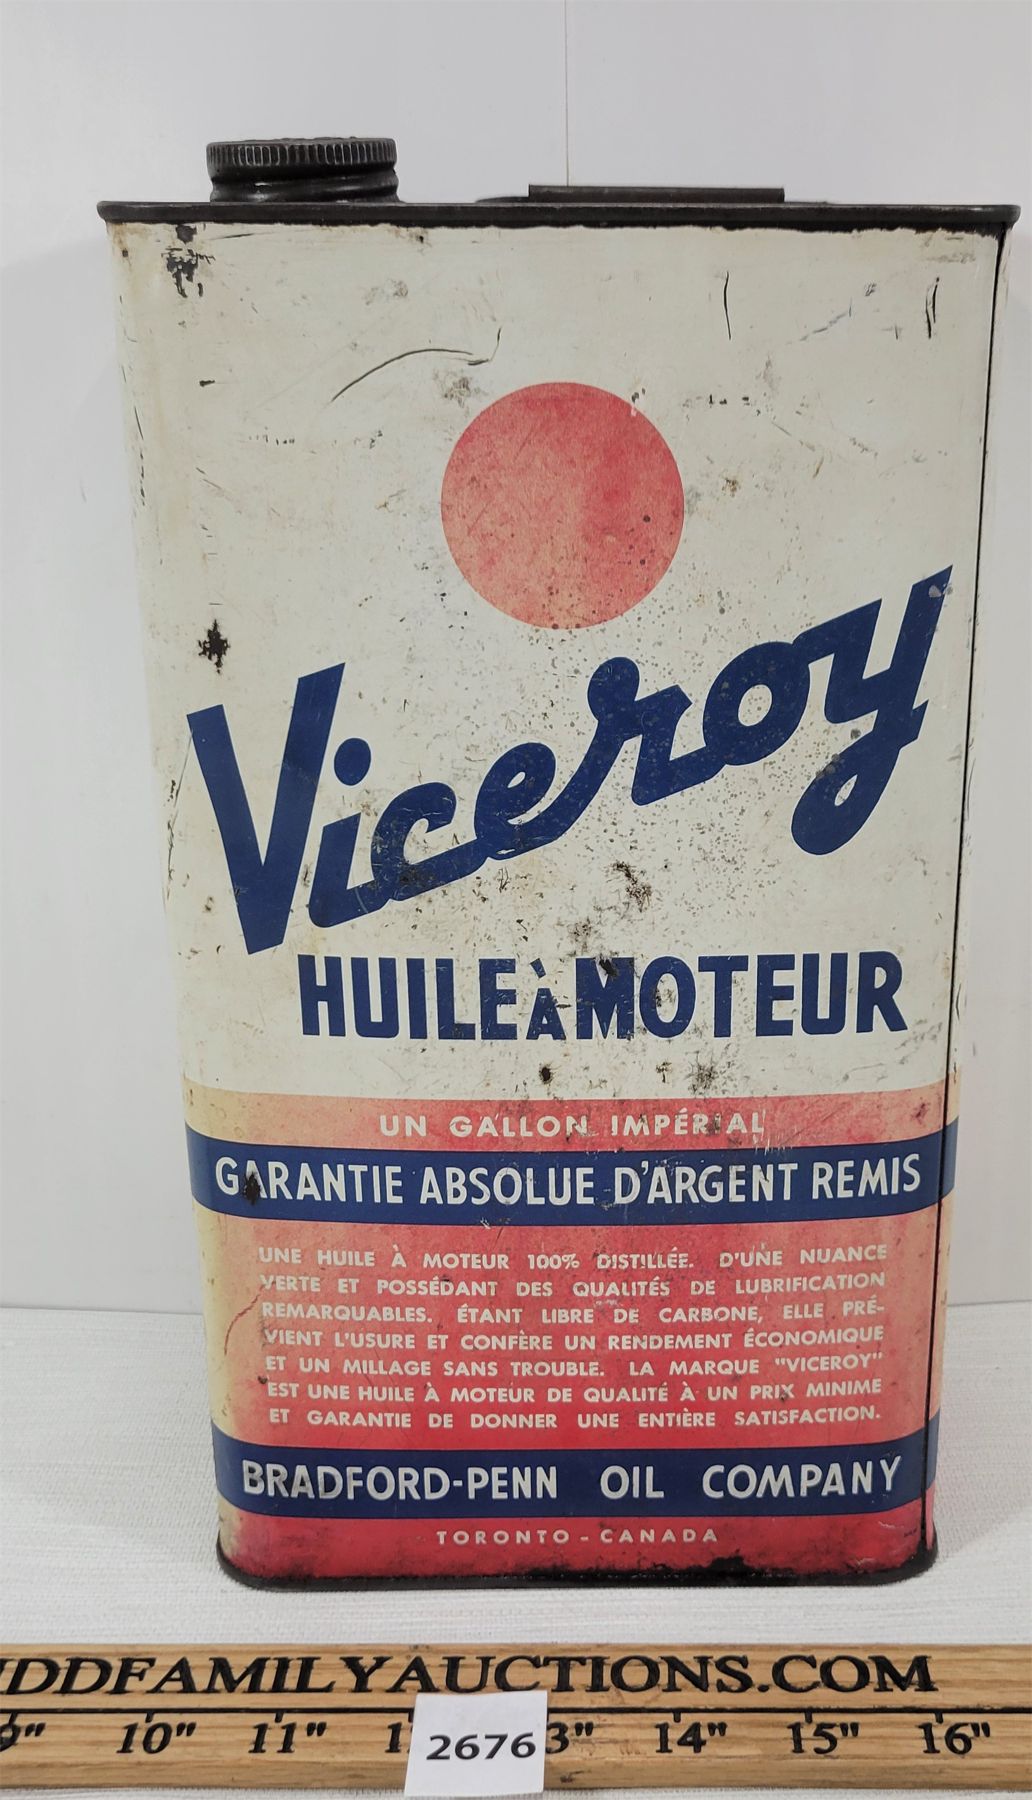 Viceroy
HUILE À MOTEUR
UN GALLON IMPÉRIAL
GARANTIE ABSOLUE D'ARGENT REMIS
UNE HUILE À MOTEUR 100% DISTILLÉE. D'UNE NUANCE
VERTE ET POSSÉDANT DES QUALITÉS DE LUBRIFICATION
REMARQUABLES. ÉTANT LIBRE DE CARBONE, ELLE PRÉ-
VIENT L'USURE ET CONFÈRE UN RENDEMENT ÉCONOMIQUE
ET UN MILLAGE SANS TROUBLE. LA MARQUE "VICEROY"
EST UNE HUILE À MOTEUR DE QUALITÉ À UN PRIX MINIME
ET GARANTIE DE DONNER UNE ENTIÈRE SATISFACTION.
BRADFORD-PENN OIL COMPANY
TORONTO - CANADA
DDFAMILYAUCTIONS.COM
9" 10" 11" 1 3" 14" 15" 16"
2676